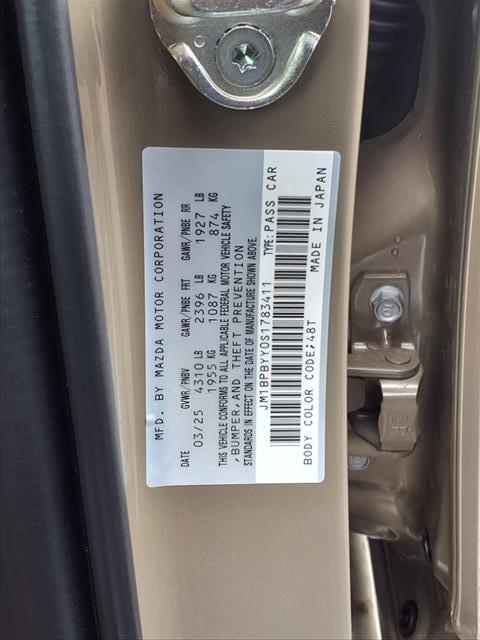 MFD. BY MAZDA MOTOR CORPORATION
DATE GVWR/PNBV GAWR/PNBE FRT GAWR/PNBE RR
03/25 4310 LB 2396 LB 1927 LB
1955 KG 1087 KG 874 KG
THIS VEHICLE CONFORMS TO ALL APPLICABLE FEDERAL MOTOR VEHICLE SAFETY
,BUMPER,AND THEFT PREVENTION
STANDARDS IN EFFECT ON THE DATE OF MANUFACTURE SHOWN ABOVE.
JM1BPBYY0S1783411 TYPE:PASS CAR
BODY COLOR CODE;48T MADE IN JAPAN